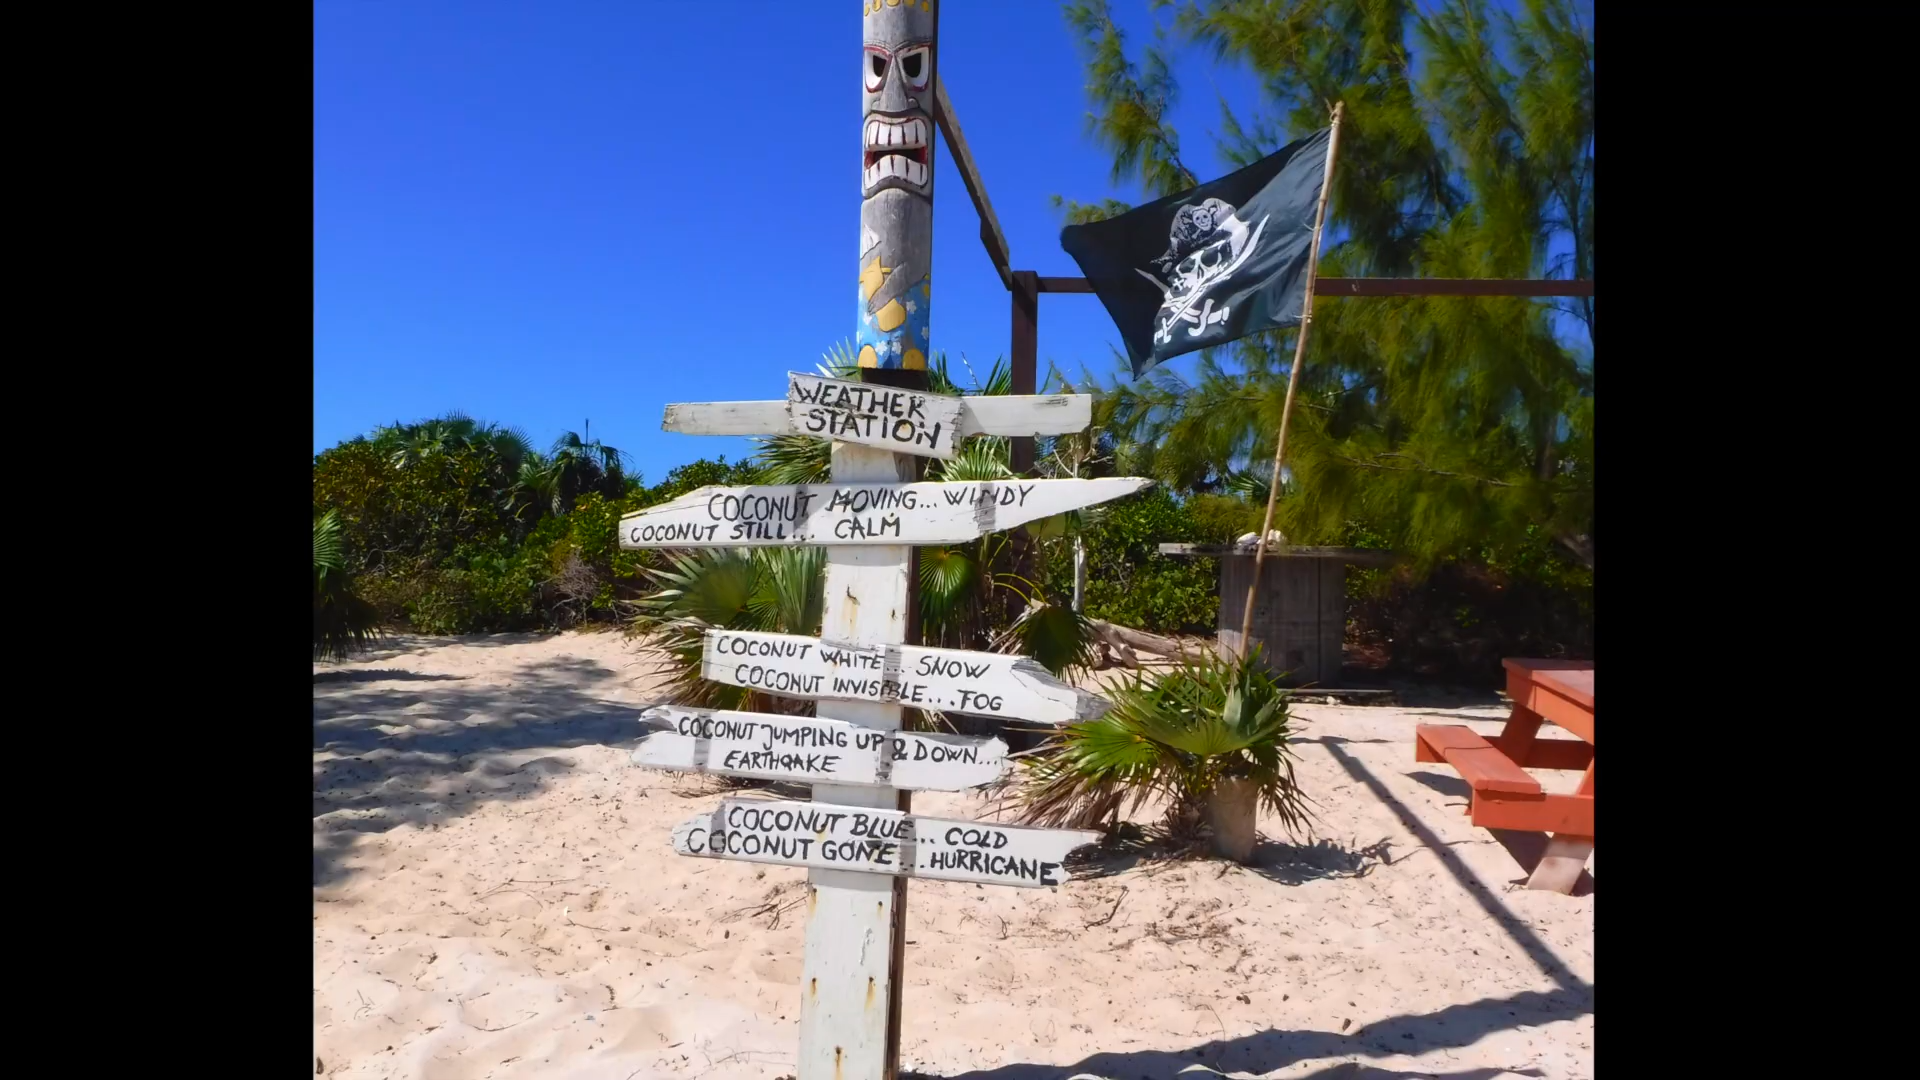 WEATHER
STATION
COCONUT MOVING... WINDY
COCONUT STILL... CALM
COCONUT WHITE... SNOW
COCONUT INVISIBLE... FOG
COCONUT JUMPING UP & DOWN...
EARTHQAKE
COCONUT BLUE... COLD
COCONUT GONE...HURRICANE